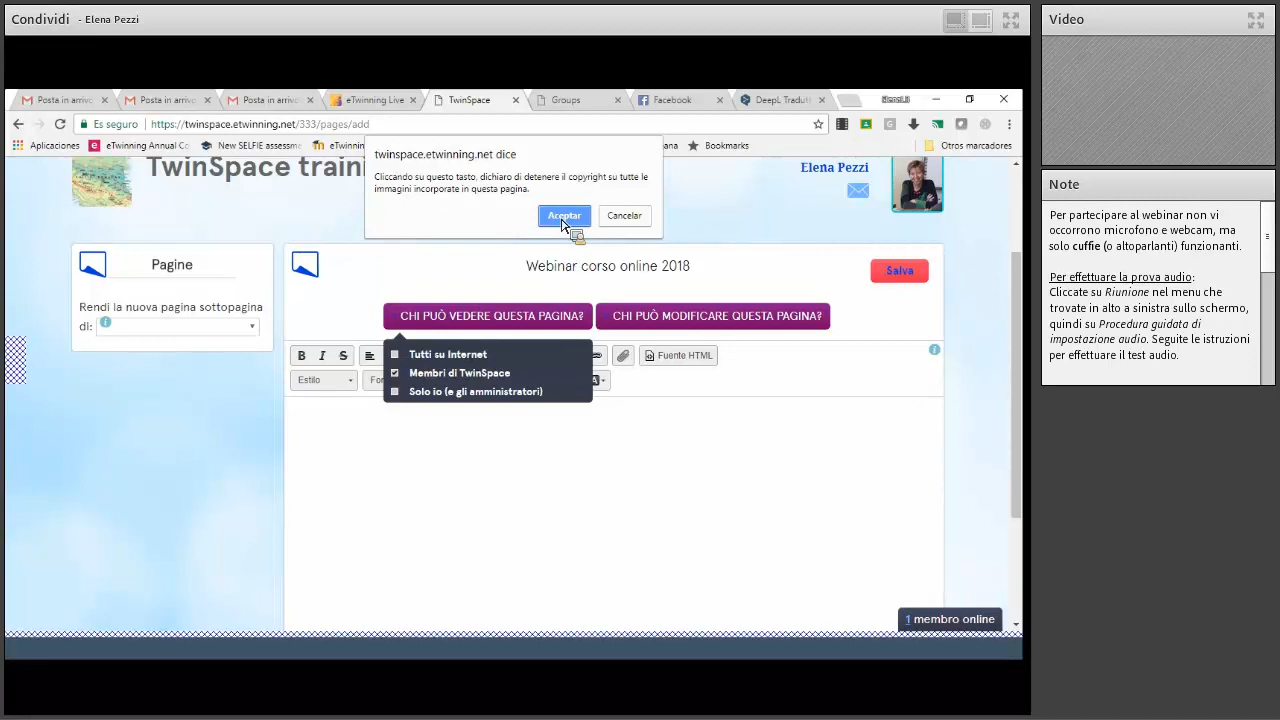 Condividi - Elena Pezzi
Video
Posta in arrivo
Posta in arrivo
Posta in arrivo
eTwinning Live
TwinSpace
Groups
Facebook
DeepL Tradutt
Es seguro https://twinspace.etwinning.net/333/pages/add
Aplicaciones
eTwinning Annual Co
New SELFIE assessme
eTwinnin
Bookmarks
Otros marcadores
twinspace.etwinning.net dice
Cliccando su questo tasto, dichiaro di detenere il copyright su tutte le
immagini incorporate in questa pagina.
Aceptar Cancelar
TwinSpace traini
Elena Pezzi
Pagine
Rendi la nuova pagina sottopagina
di:
Webinar corso online 2018
Salva
CHI PUÒ VEDERE QUESTA PAGINA?
CHI PUÒ MODIFICARE QUESTA PAGINA?
Tutti su Internet
Membri di TwinSpace
Solo io (e gli amministratori)
B I S
Fuente HTML
Estilo
For
A
1 membro online
Note
Per partecipare al webinar non vi
occorrono microfono e webcam, ma
solo cuffie (o altoparlanti) funzionanti.
Per effettuare la prova audio:
Cliccate su Riunione nel menu che
trovate in alto a sinistra sullo schermo,
quindi su Procedura guidata di
impostazione audio. Seguite le istruzioni
per effettuare il test audio.